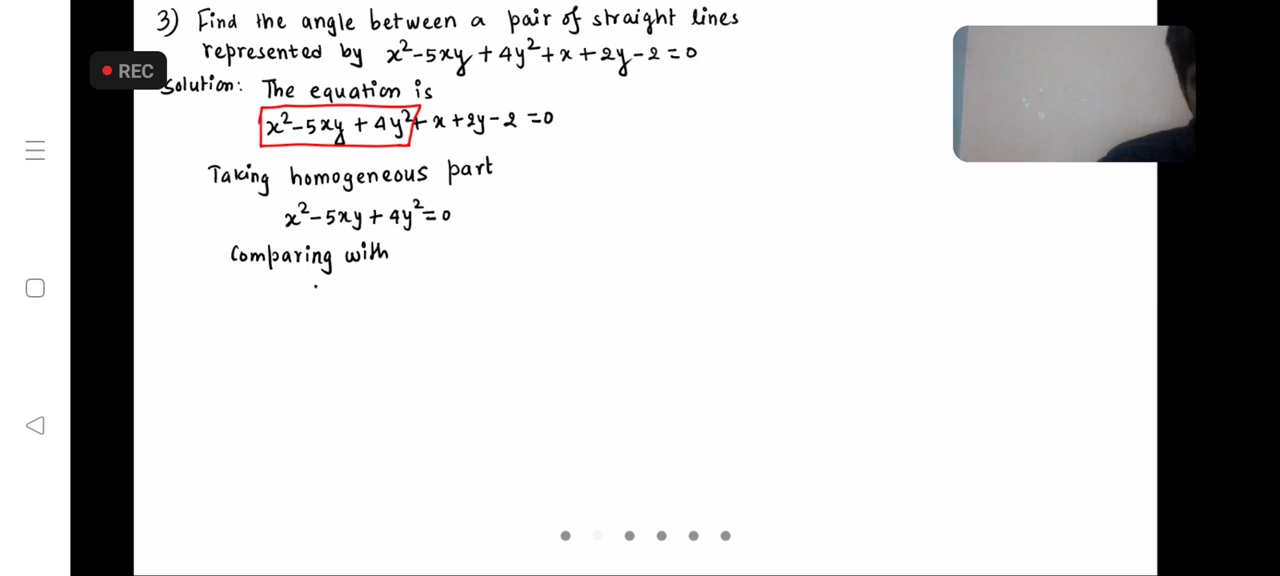 3) Find the angle between a pair of straight lines
represented by x²-5xy+4y²+x+2y-2=0
REC
Solution: The equation is
x²-5xy+4y²+x+2y-2=0
Taking homogeneous part
x²-5xy+4y²=0
Comparing with